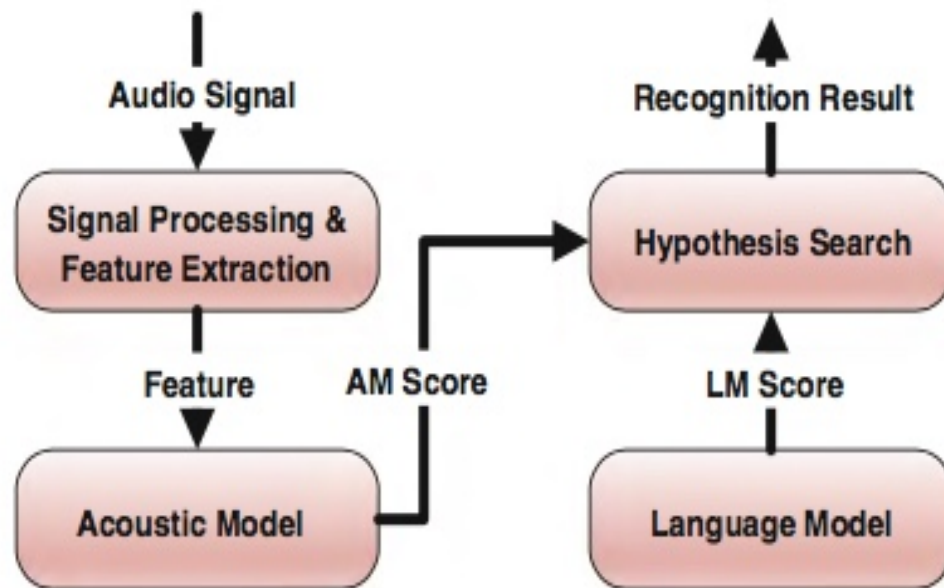 Audio Signal
Recognition Result
Signal Processing &
Feature Extraction
Hypothesis Search
Feature
AM Score
LM Score
Acoustic Model
Language Model